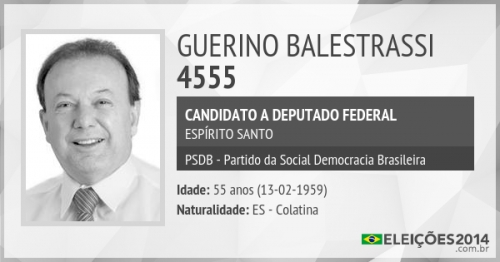 GUERINO BALESTRASSI
4555
CANDIDATO A DEPUTADO FEDERAL
ESPÍRITO SANTO
PSDB - Partido da Social Democracia Brasileira
Idade: 55 anos (13-02-1959)
Naturalidade: ES - Colatina
ELEIÇÕES2014
.com.br